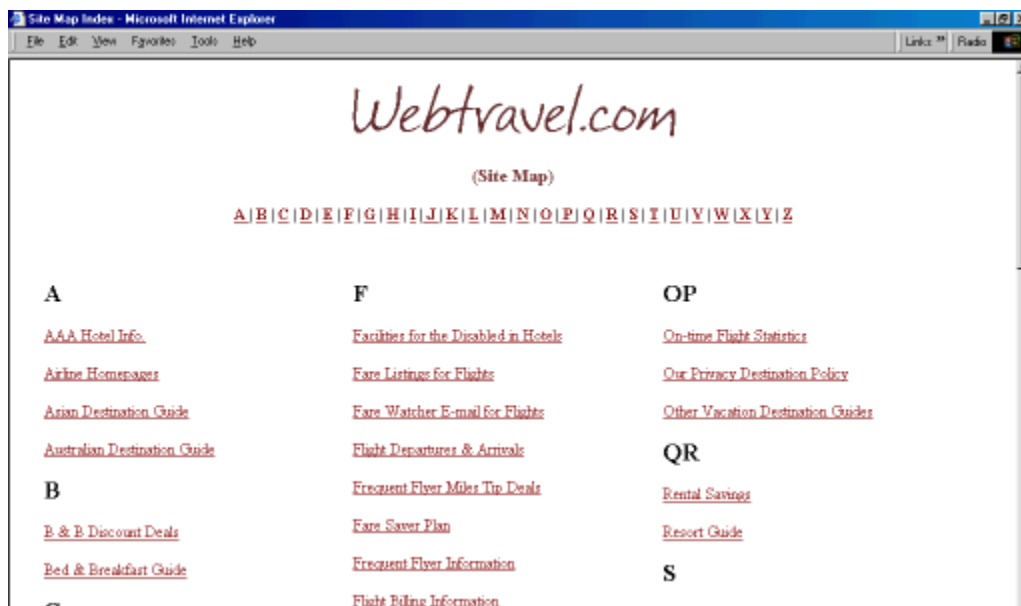 Site Map Index - Microsoft Internet Explorer
File Edit View Favorites Tools Help
Links » Radio
Webtravel.com
(Site Map)
A | B | C | D | E | F | G | H | I | J | K | L | M | N | O | P | Q | R | S | T | U | V | W | X | Y | Z
A
AAA Hotel Info.
Airline Homepages
Asian Destination Guide
Australian Destination Guide
B
B & B Discount Deals
Bed & Breakfast Guide
F
Facilities for the Disabled in Hotels
Fare Listings for Flights
Fare Watcher E-mail for Flights
Flight Departures & Arrivals
Frequent Flyer Miles Tip Deals
Fare Saver Plan
Frequent Flyer Information
Flight Billing Information
OP
On-time Flight Statistics
Our Privacy Destination Policy
Other Vacation Destination Guides
QR
Rental Savings
Resort Guide
S